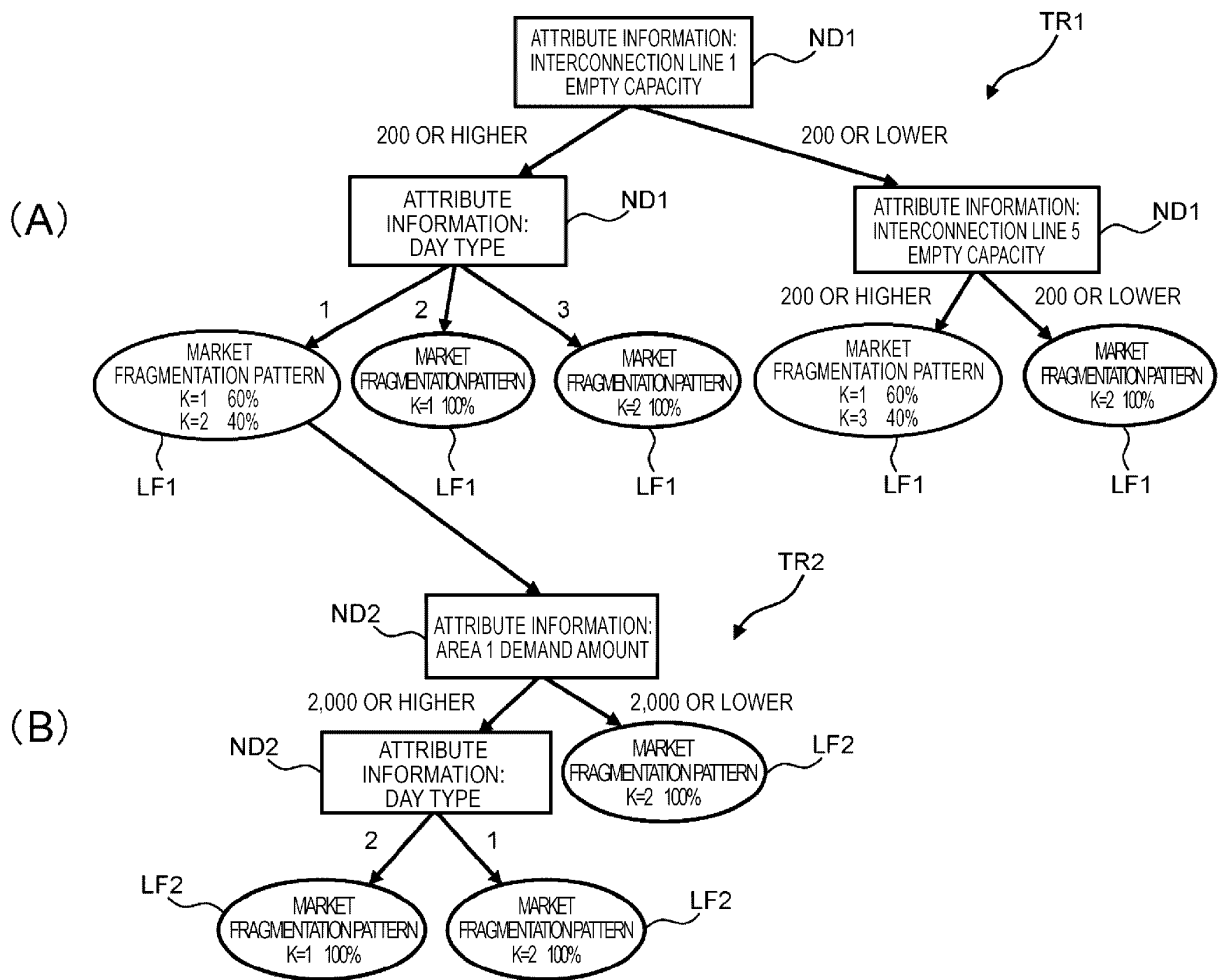 ATTRIBUTE INFORMATION:
INTERCONNECTION LINE 1
EMPTY CAPACITY
ND1
TR1
200 OR HIGHER
200 OR LOWER
(A)
ATTRIBUTE
INFORMATION:
DAY TYPE
ND1
ATTRIBUTE INFORMATION:
INTERCONNECTION LINE 5
EMPTY CAPACITY
ND1
1
2
3
200 OR HIGHER
200 OR LOWER
MARKET
FRAGMENTATION PATTERN
K=1 60%
K=2 40%
MARKET
FRAGMENTATION PATTERN
K=1 100%
MARKET
FRAGMENTATION PATTERN
K=2 100%
MARKET
FRAGMENTATION PATTERN
K=1 60%
K=3 40%
MARKET
FRAGMENTATION PATTERN
K=2 100%
LF1
LF1
LF1
LF1
LF1
TR2
ND2
ATTRIBUTE INFORMATION:
AREA 1 DEMAND AMOUNT
2,000 OR HIGHER
2,000 OR LOWER
(B)
ND2
ATTRIBUTE
INFORMATION:
DAY TYPE
MARKET
FRAGMENTATION PATTERN
K=2 100%
LF2
2
1
LF2
MARKET
FRAGMENTATION PATTERN
K=1 100%
MARKET
FRAGMENTATION PATTERN
K=2 100%
LF2